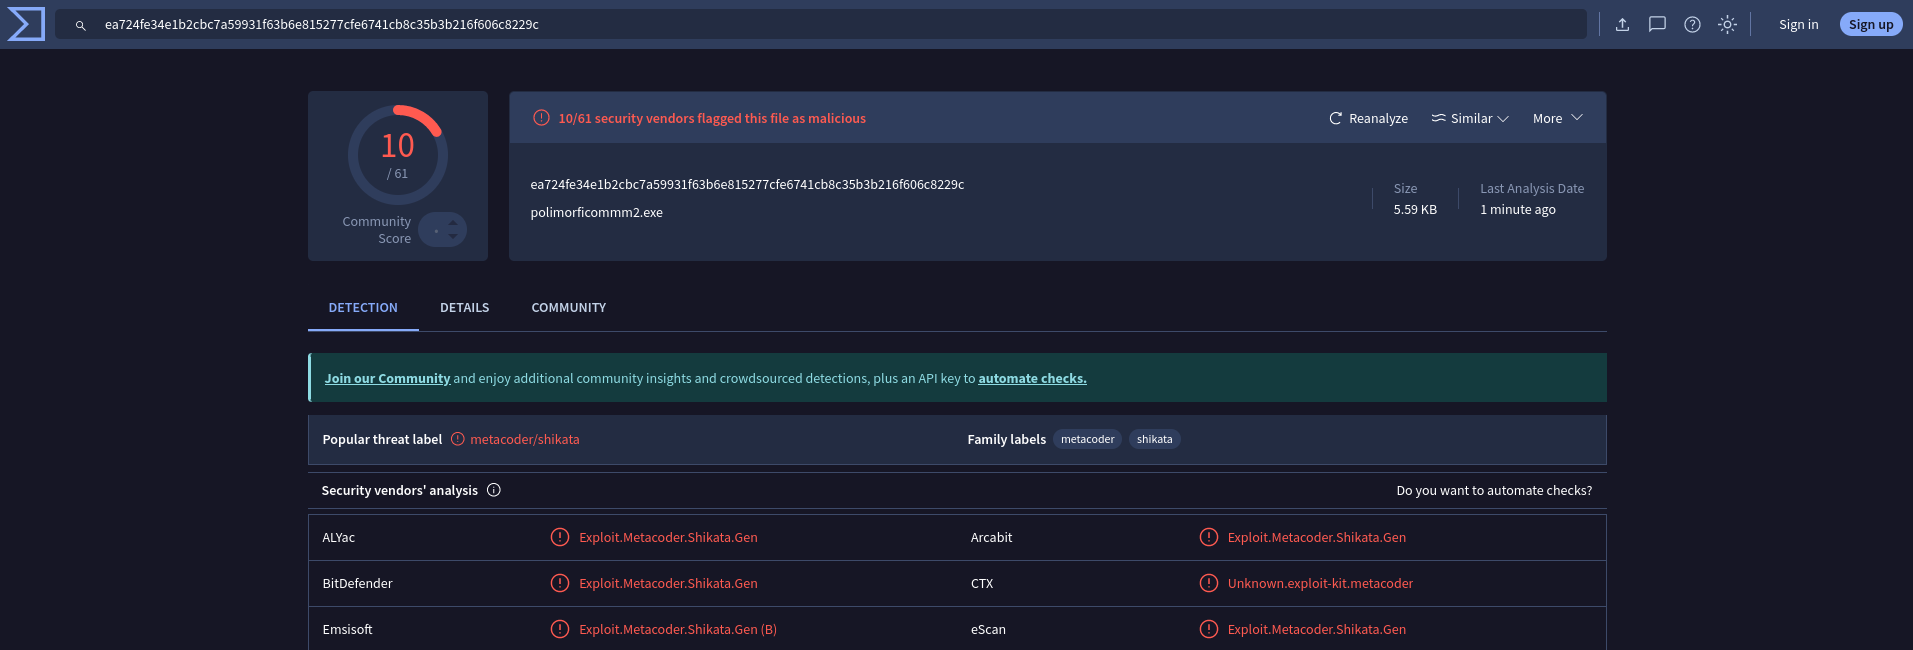 ea724fe34e1b2cbc7a59931f63b6e815277cfe6741cb8c35b3b216f606c8229c
Sign in
Sign up
10
/ 61
Community
Score
10/61 security vendors flagged this file as malicious
Reanalyze
Similar
More
ea724fe34e1b2cbc7a59931f63b6e815277cfe6741cb8c35b3b216f606c8229c
polimorficommm2.exe
Size
5.59 KB
Last Analysis Date
1 minute ago
DETECTION
DETAILS
COMMUNITY
Join our Community and enjoy additional community insights and crowdsourced detections, plus an API key to automate checks.
Popular threat label
metacoder/shikata
Family labels
metacoder
shikata
Security vendors' analysis
Do you want to automate checks?
ALYac
Exploit.Metacoder.Shikata.Gen
Arcabit
Exploit.Metacoder.Shikata.Gen
BitDefender
Exploit.Metacoder.Shikata.Gen
CTX
Unknown.exploit-kit.metacoder
Emsisoft
Exploit.Metacoder.Shikata.Gen (B)
eScan
Exploit.Metacoder.Shikata.Gen